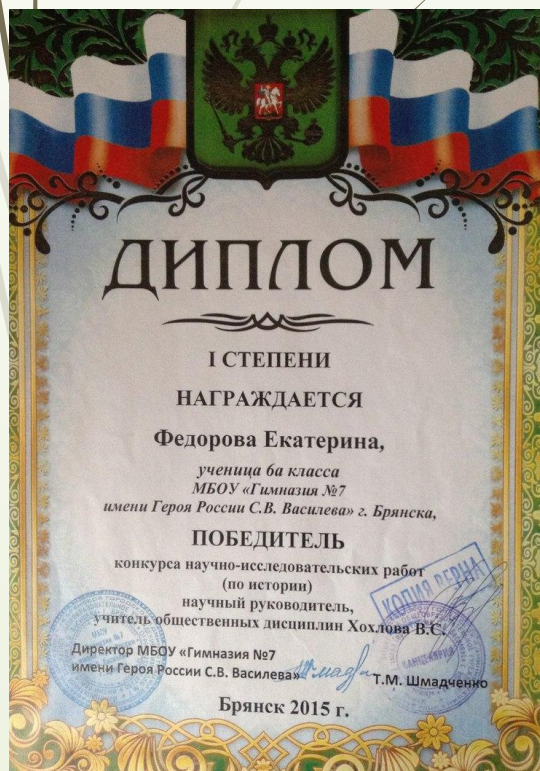 ДИПЛОМ
I СТЕПЕНИ
НАГРАЖДАЕТСЯ
Федорова Екатерина,
ученица 6а класса
МБОУ «Гимназия №7
имени Героя России С.В. Василева» г. Брянска,
ПОБЕДИТЕЛЬ
конкурса научно-исследовательских работ
(по истории)
научный руководитель,
учитель общественных дисциплин Хохлова В.С.
КОПИЯ ВЕРНА
КАНЦЕЛЯРИЯ
Директор МБОУ «Гимназия №7
имени Героя России С.В. Василева»
Т.М. Шмадченко
Брянск 2015 г.